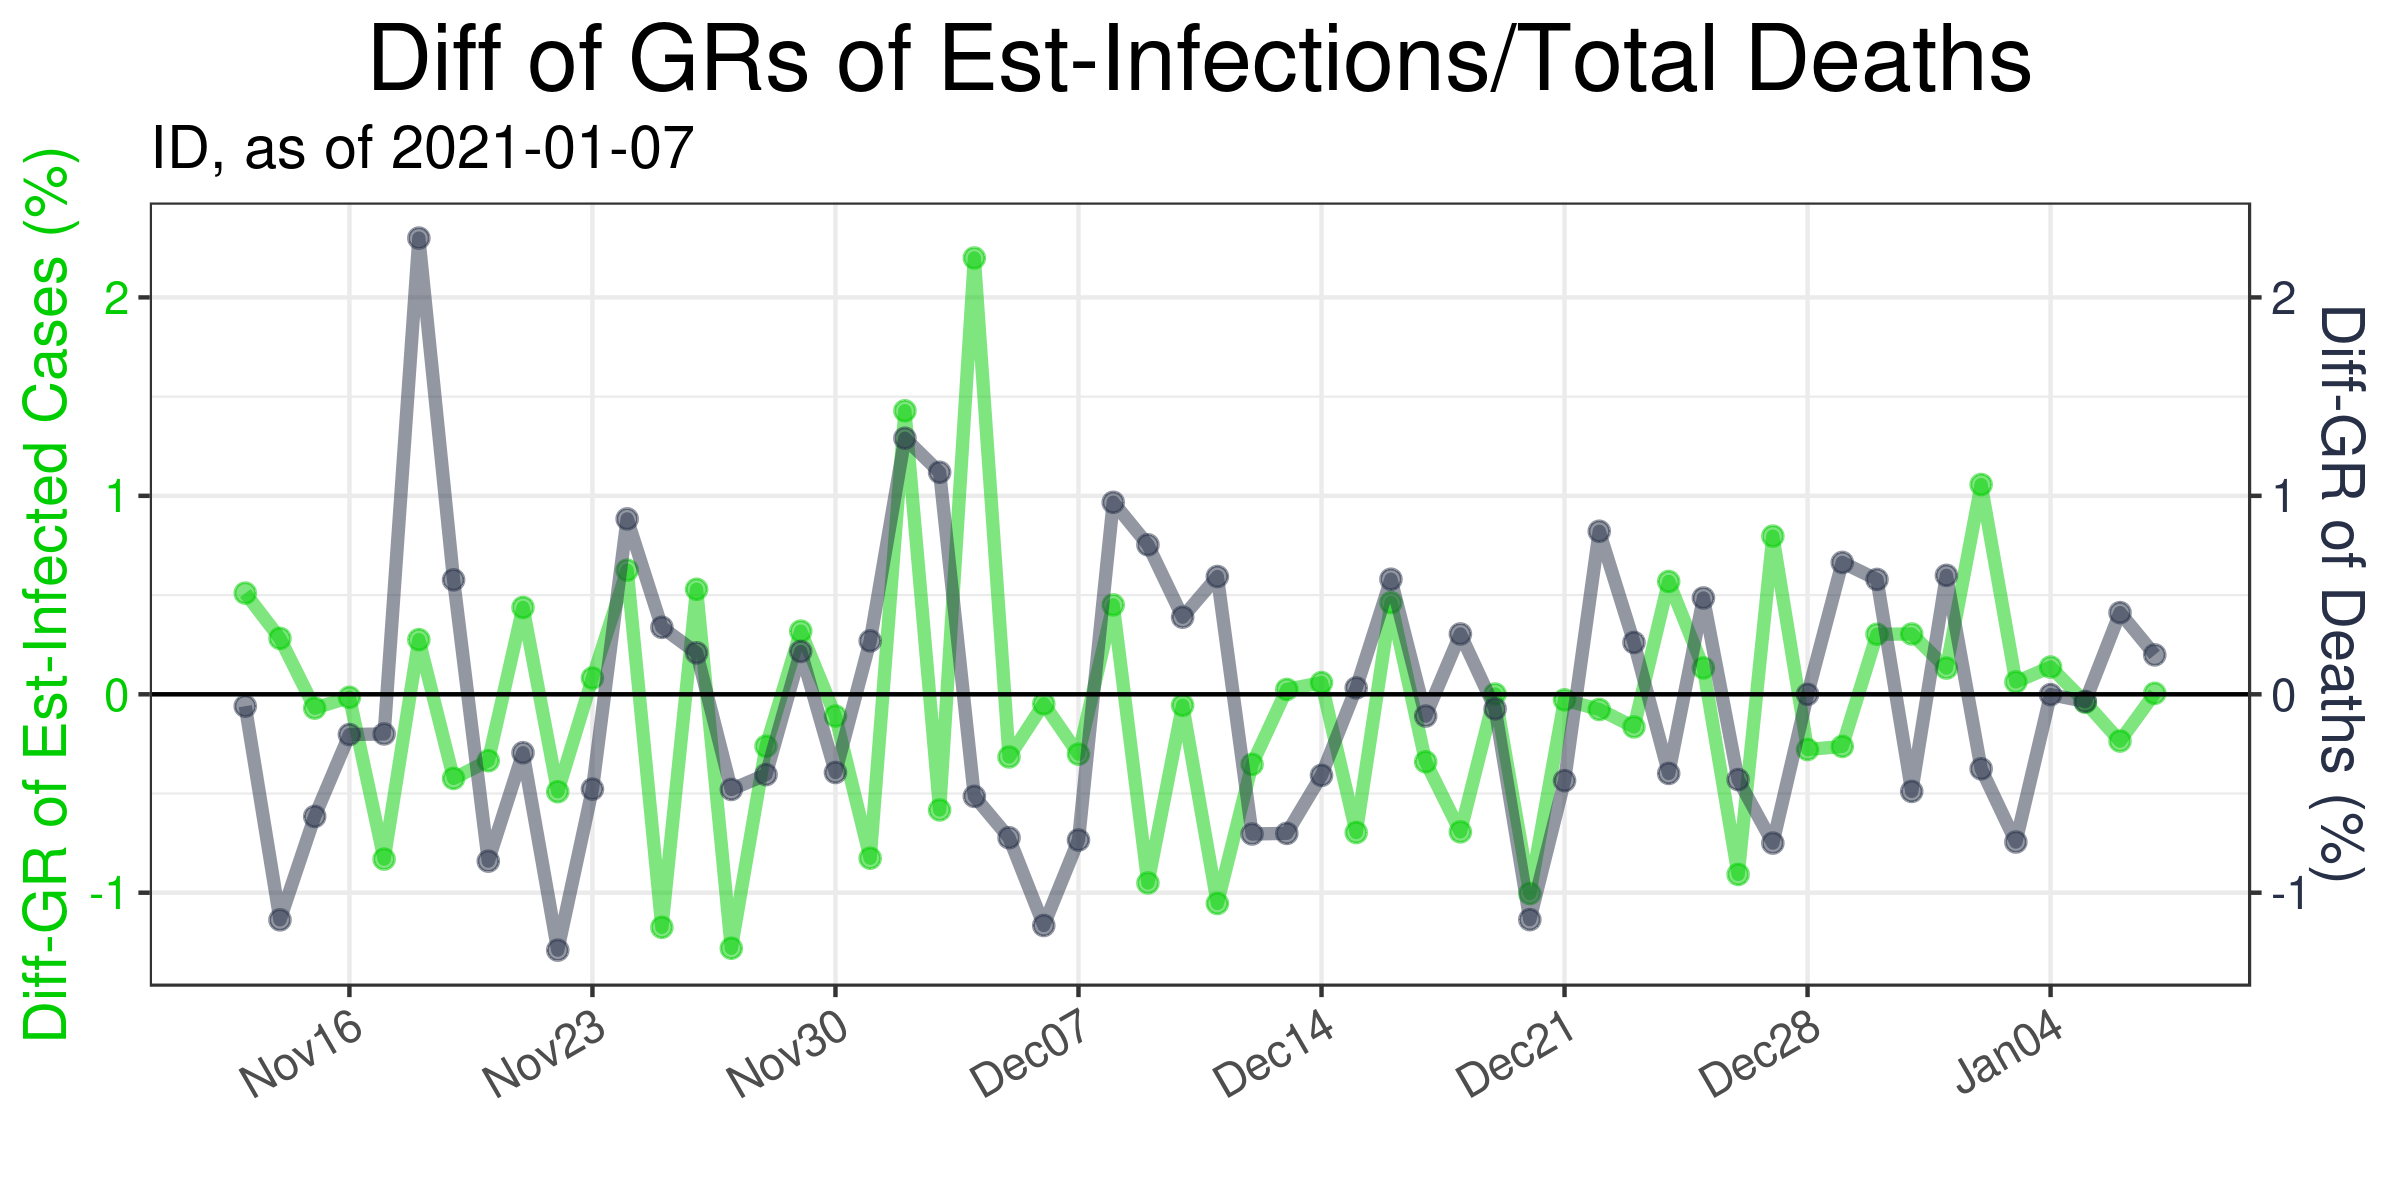 Diff of GRs of Est-Infections/Total Deaths
ID, as of 2021-01-07
Diff-GR of Est-Infected Cases (%)
2
1
0
-1
2
1
0
-1
Diff-GR of Deaths (%)
Nov16
Nov23
Nov30
Dec07
Dec14
Dec21
Dec28
Jan04